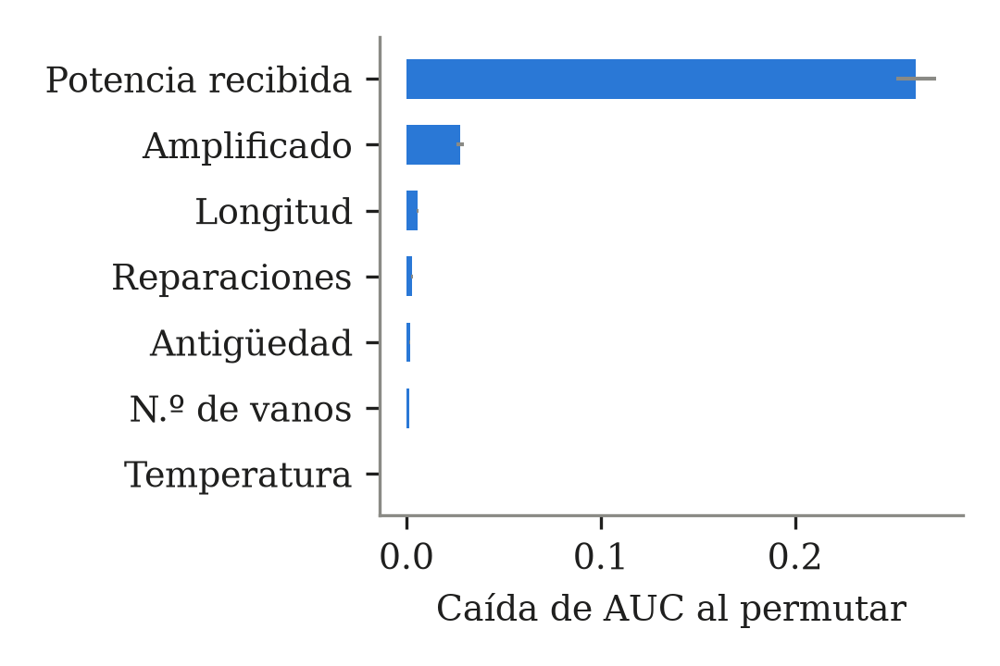 Potencia recibida
Amplificado
Longitud
Reparaciones
Antigüedad
N.º de vanos
Temperatura
0.0 0.1 0.2
Caída de AUC al permutar